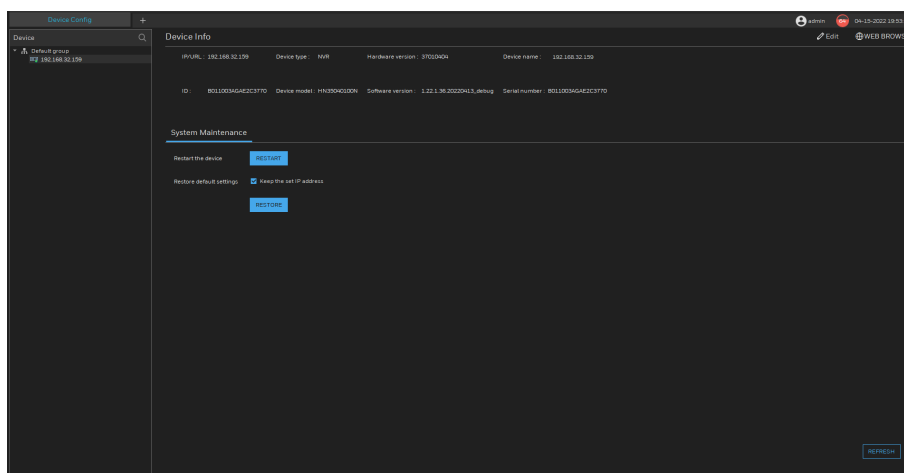 Device Config +
admin 04-15-2022 19:53
Device
Device Info
Edit WEB BROWS
Default group
192.168.32.159
IP/URL : 192.168.32.159 Device type : NVR Hardware version : 37010404 Device name : 192.168.32.159
ID : B011003AGAE2C3770 Device model : HN35040100N Software version : 1.22.1.36.20220413_debug Serial number : B011003AGAE2C3770
System Maintenance
Restart the device RESTART
Restore default settings Keep the set IP address
RESTORE
REFRESH